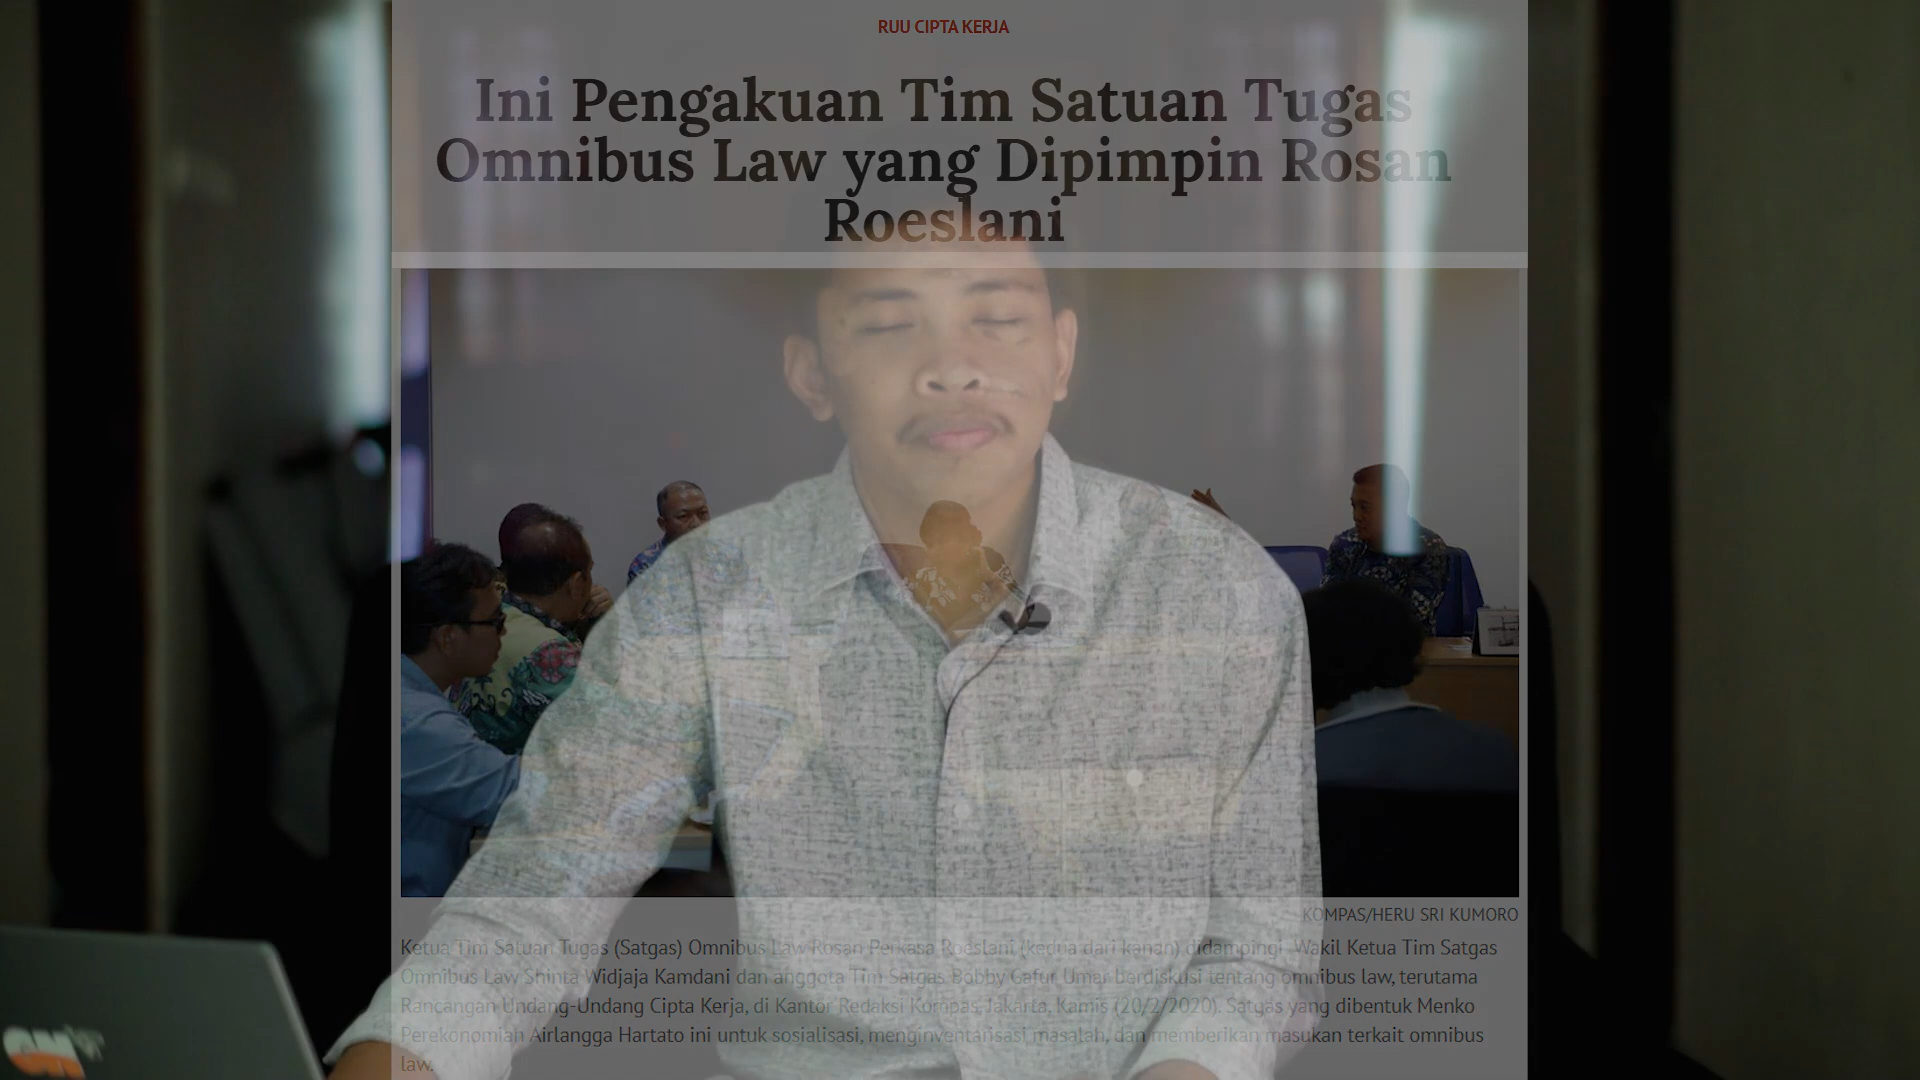 RUU CIPTA KERJA
Ini Pengakuan Tim Satuan Tugas
Omnibus Law yang Dipimpin Rosan
Roeslani
KOMPAS/HERU SRI KUMORO
Ketua Tim Satuan Tugas (Satgas) Omnibus Law Rosan Perkasa Roeslani (kedua dari kanan) didampingi Wakil Ketua Tim Satgas
Omnibus Law Shinta Widjaja Kamdani dan anggota Tim Satgas Bobby Gafur Umar berdiskusi tentang omnibus law, terutama
Rancangan Undang-Undang Cipta Kerja, di Kantor Redaksi Kompas, Jakarta, Kamis (20/2/2020). Satgas yang dibentuk Menko
Perekonomian Airlangga Hartato ini untuk sosialisasi, menginventarisasi masalah, dan memberikan masukan terkait omnibus
law.